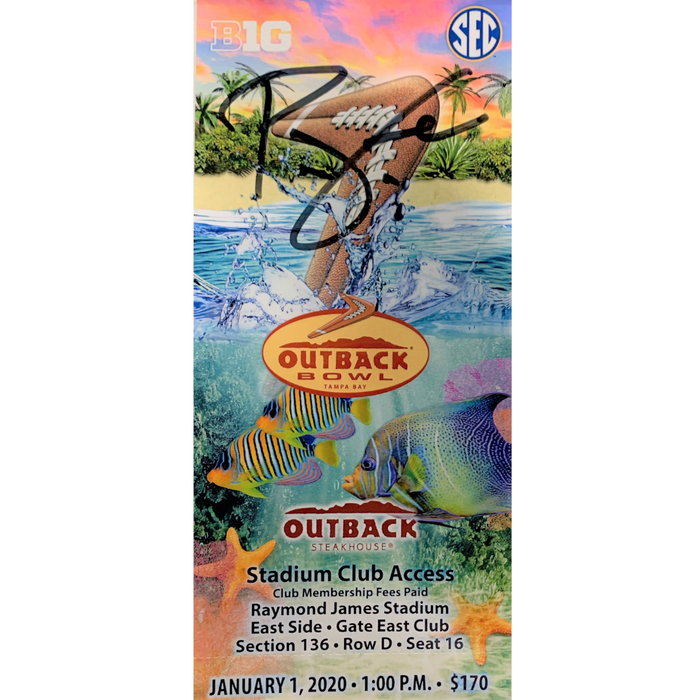 B1G
SEC
OUTBACK
BOWL
TAMPA BAY
OUTBACK
STEAKHOUSE®
Stadium Club Access
Club Membership Fees Paid
Raymond James Stadium
East Side • Gate East Club
Section 136 • Row D • Seat 16
JANUARY 1, 2020 • 1:00 P.M. • $170